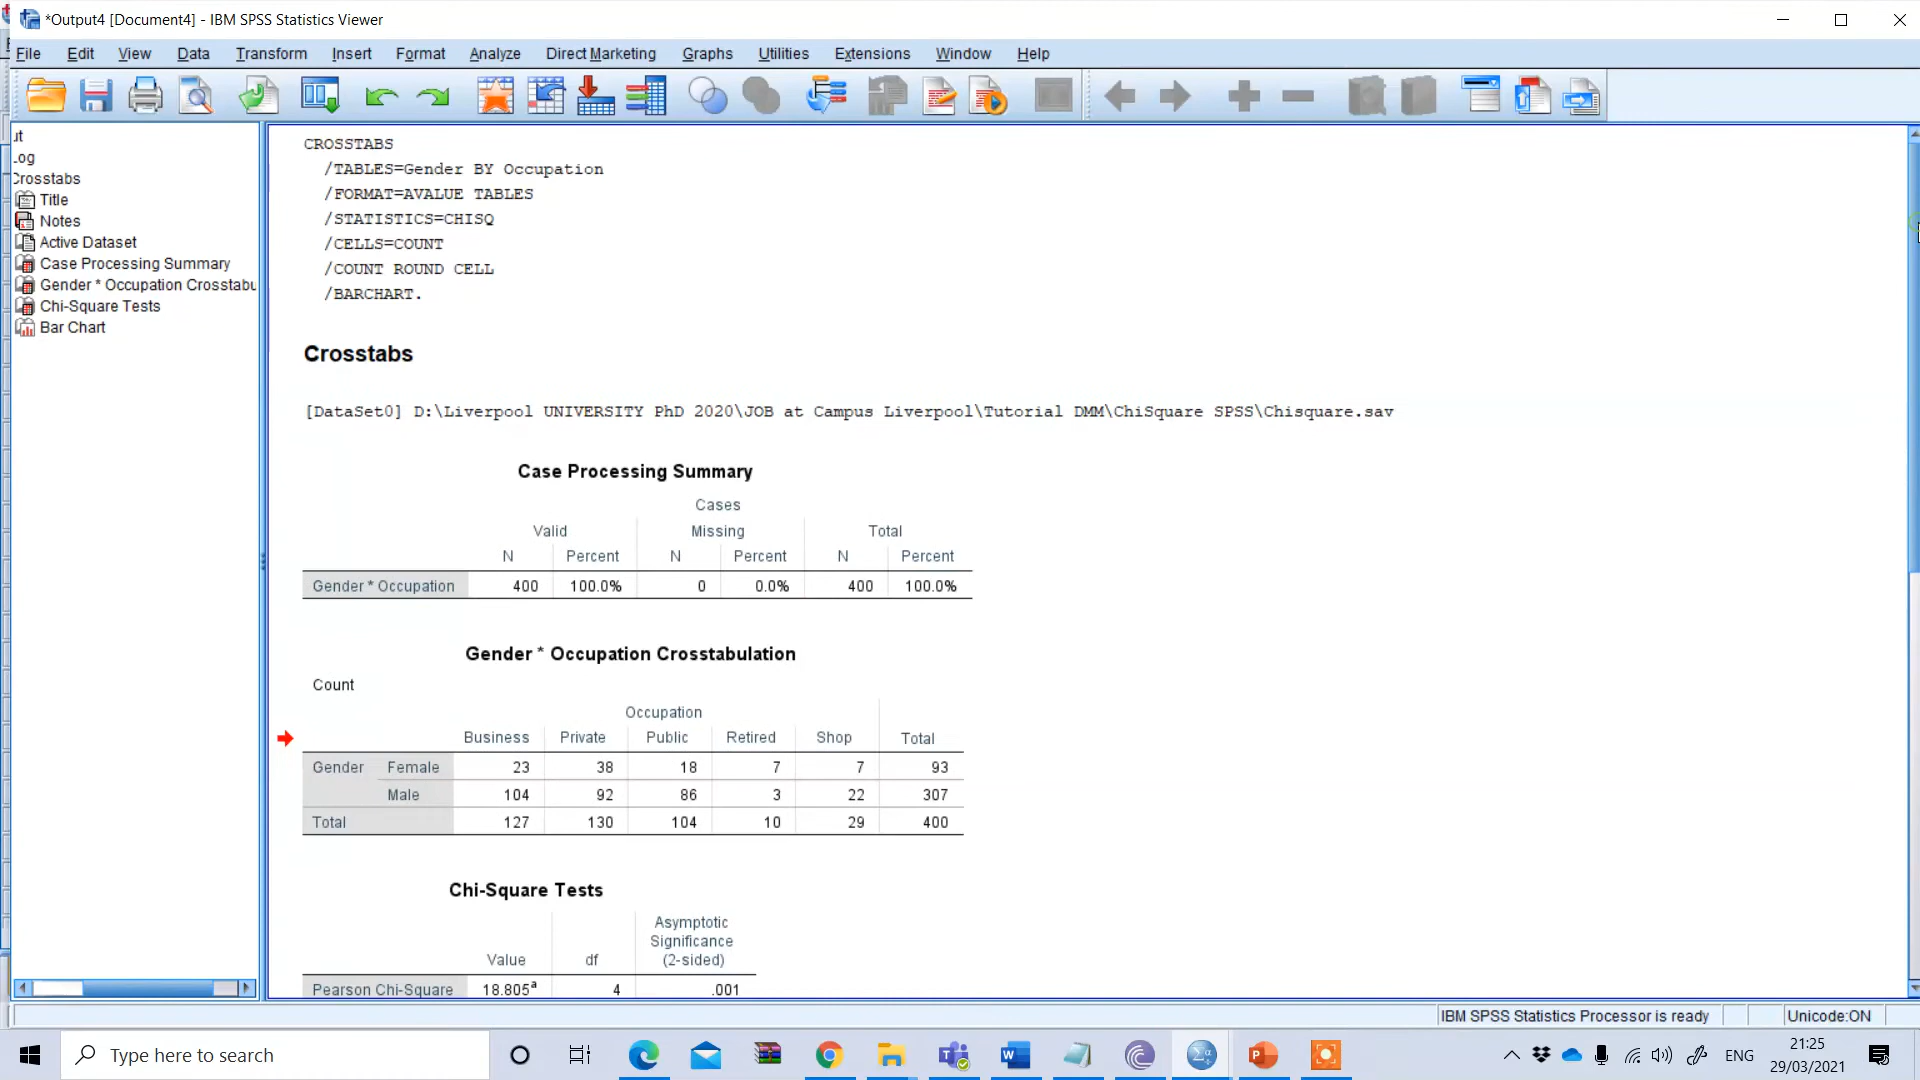 *Output4 [Document4] - IBM SPSS Statistics Viewer
File Edit View Data Transform Insert Format Analyze Direct Marketing Graphs Utilities Extensions Window Help
ut
Log
Crosstabs
Title
Notes
Active Dataset
Case Processing Summary
Gender * Occupation Crosstabu
Chi-Square Tests
Bar Chart
CROSSTABS
/TABLES=Gender BY Occupation
/FORMAT=AVALUE TABLES
/STATISTICS=CHISQ
/CELLS=COUNT
/COUNT ROUND CELL
/BARCHART.
Crosstabs
[DataSet0] D:\Liverpool UNIVERSITY PhD 2020\JOB at Campus Liverpool\Tutorial DMM\ChiSquare SPSS\Chisquare.sav
Case Processing Summary
Cases
Valid Missing Total
N Percent N Percent N Percent
Gender * Occupation 400 100.0% 0 0.0% 400 100.0%
Gender * Occupation Crosstabulation
Count
Occupation
Business Private Public Retired Shop Total
Gender Female 23 38 18 7 7 93
Male 104 92 86 3 22 307
Total 127 130 104 10 29 400
Chi-Square Tests
Asymptotic
Significance
Value df (2-sided)
Pearson Chi-Square 18.805a 4 .001
IBM SPSS Statistics Processor is ready Unicode:ON
Type here to search
ENG
21:25
29/03/2021